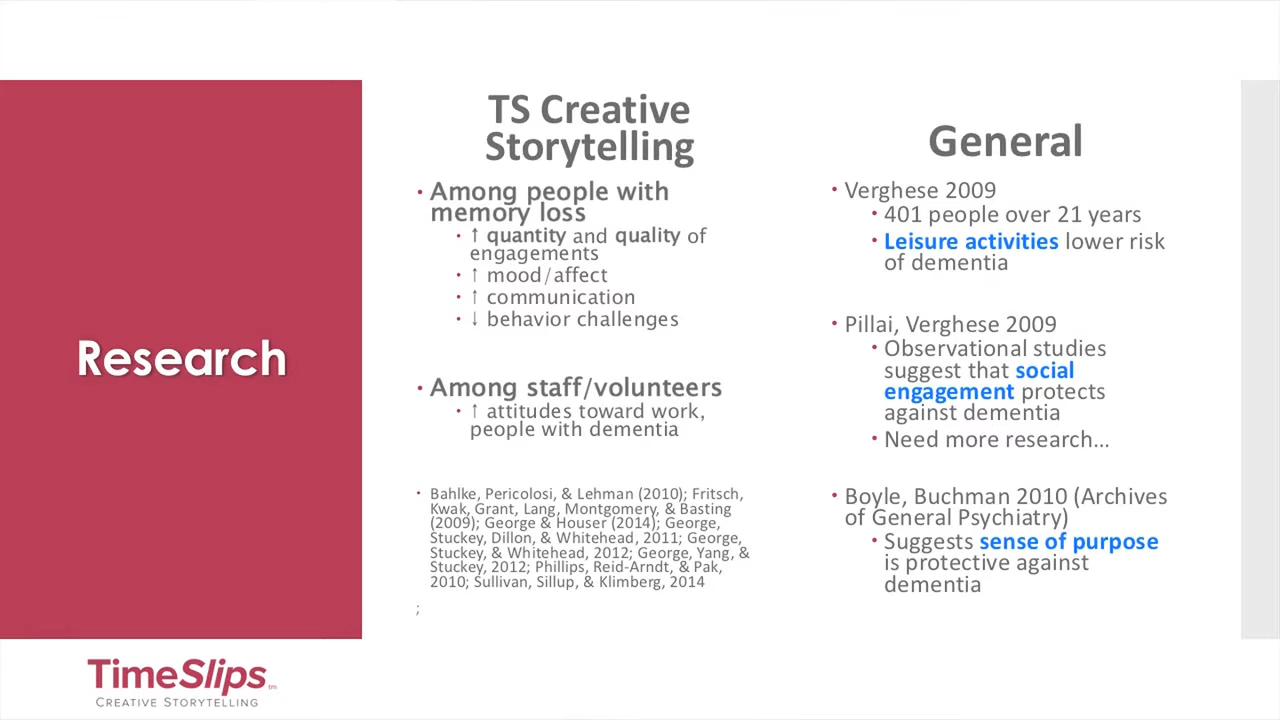 Research
TS Creative
Storytelling
• Among people with
memory loss
• ↑ quantity and quality of
engagements
• ↑ mood/affect
• ↑ communication
• ↓ behavior challenges
• Among staff/volunteers
• ↑ attitudes toward work,
people with dementia
• Bahlke, Pericolosi, & Lehman (2010); Fritsch,
Kwak, Grant, Lang, Montgomery, & Basting
(2009); George & Houser (2014); George,
Stuckey, Dillon, & Whitehead, 2011; George,
Stuckey, & Whitehead, 2012; George, Yang, &
Stuckey, 2012; Phillips, Reid-Arndt, & Pak,
2010; Sullivan, Sillup, & Klimberg, 2014
;
General
• Verghese 2009
• 401 people over 21 years
• Leisure activities lower risk
of dementia
• Pillai, Verghese 2009
• Observational studies
suggest that social
engagement protects
against dementia
• Need more research...
• Boyle, Buchman 2010 (Archives
of General Psychiatry)
• Suggests sense of purpose
is protective against
dementia
TimeSlips tm
CREATIVE STORYTELLING